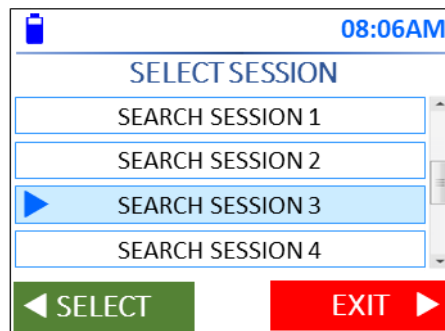 08:06AM
SELECT SESSION
SEARCH SESSION 1
SEARCH SESSION 2
SEARCH SESSION 3
SEARCH SESSION 4
SELECT
EXIT